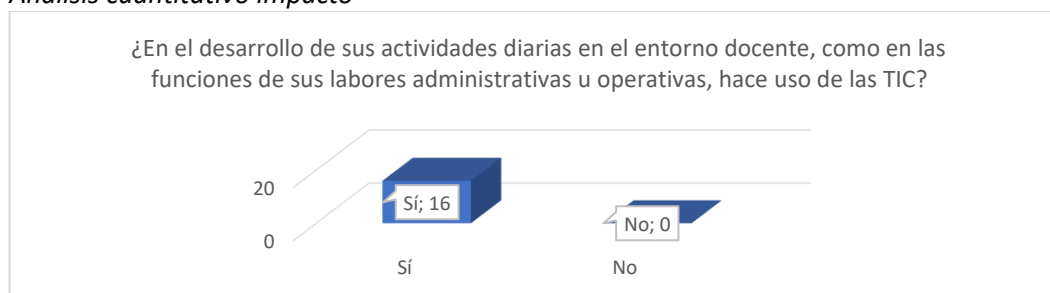 Análisis cuantitativo impacto
¿En el desarrollo de sus actividades diarias en el entorno docente, como en las
funciones de sus labores administrativas u operativas, hace uso de las TIC?
20
Sí; 16
No; 0
0
Sí
No